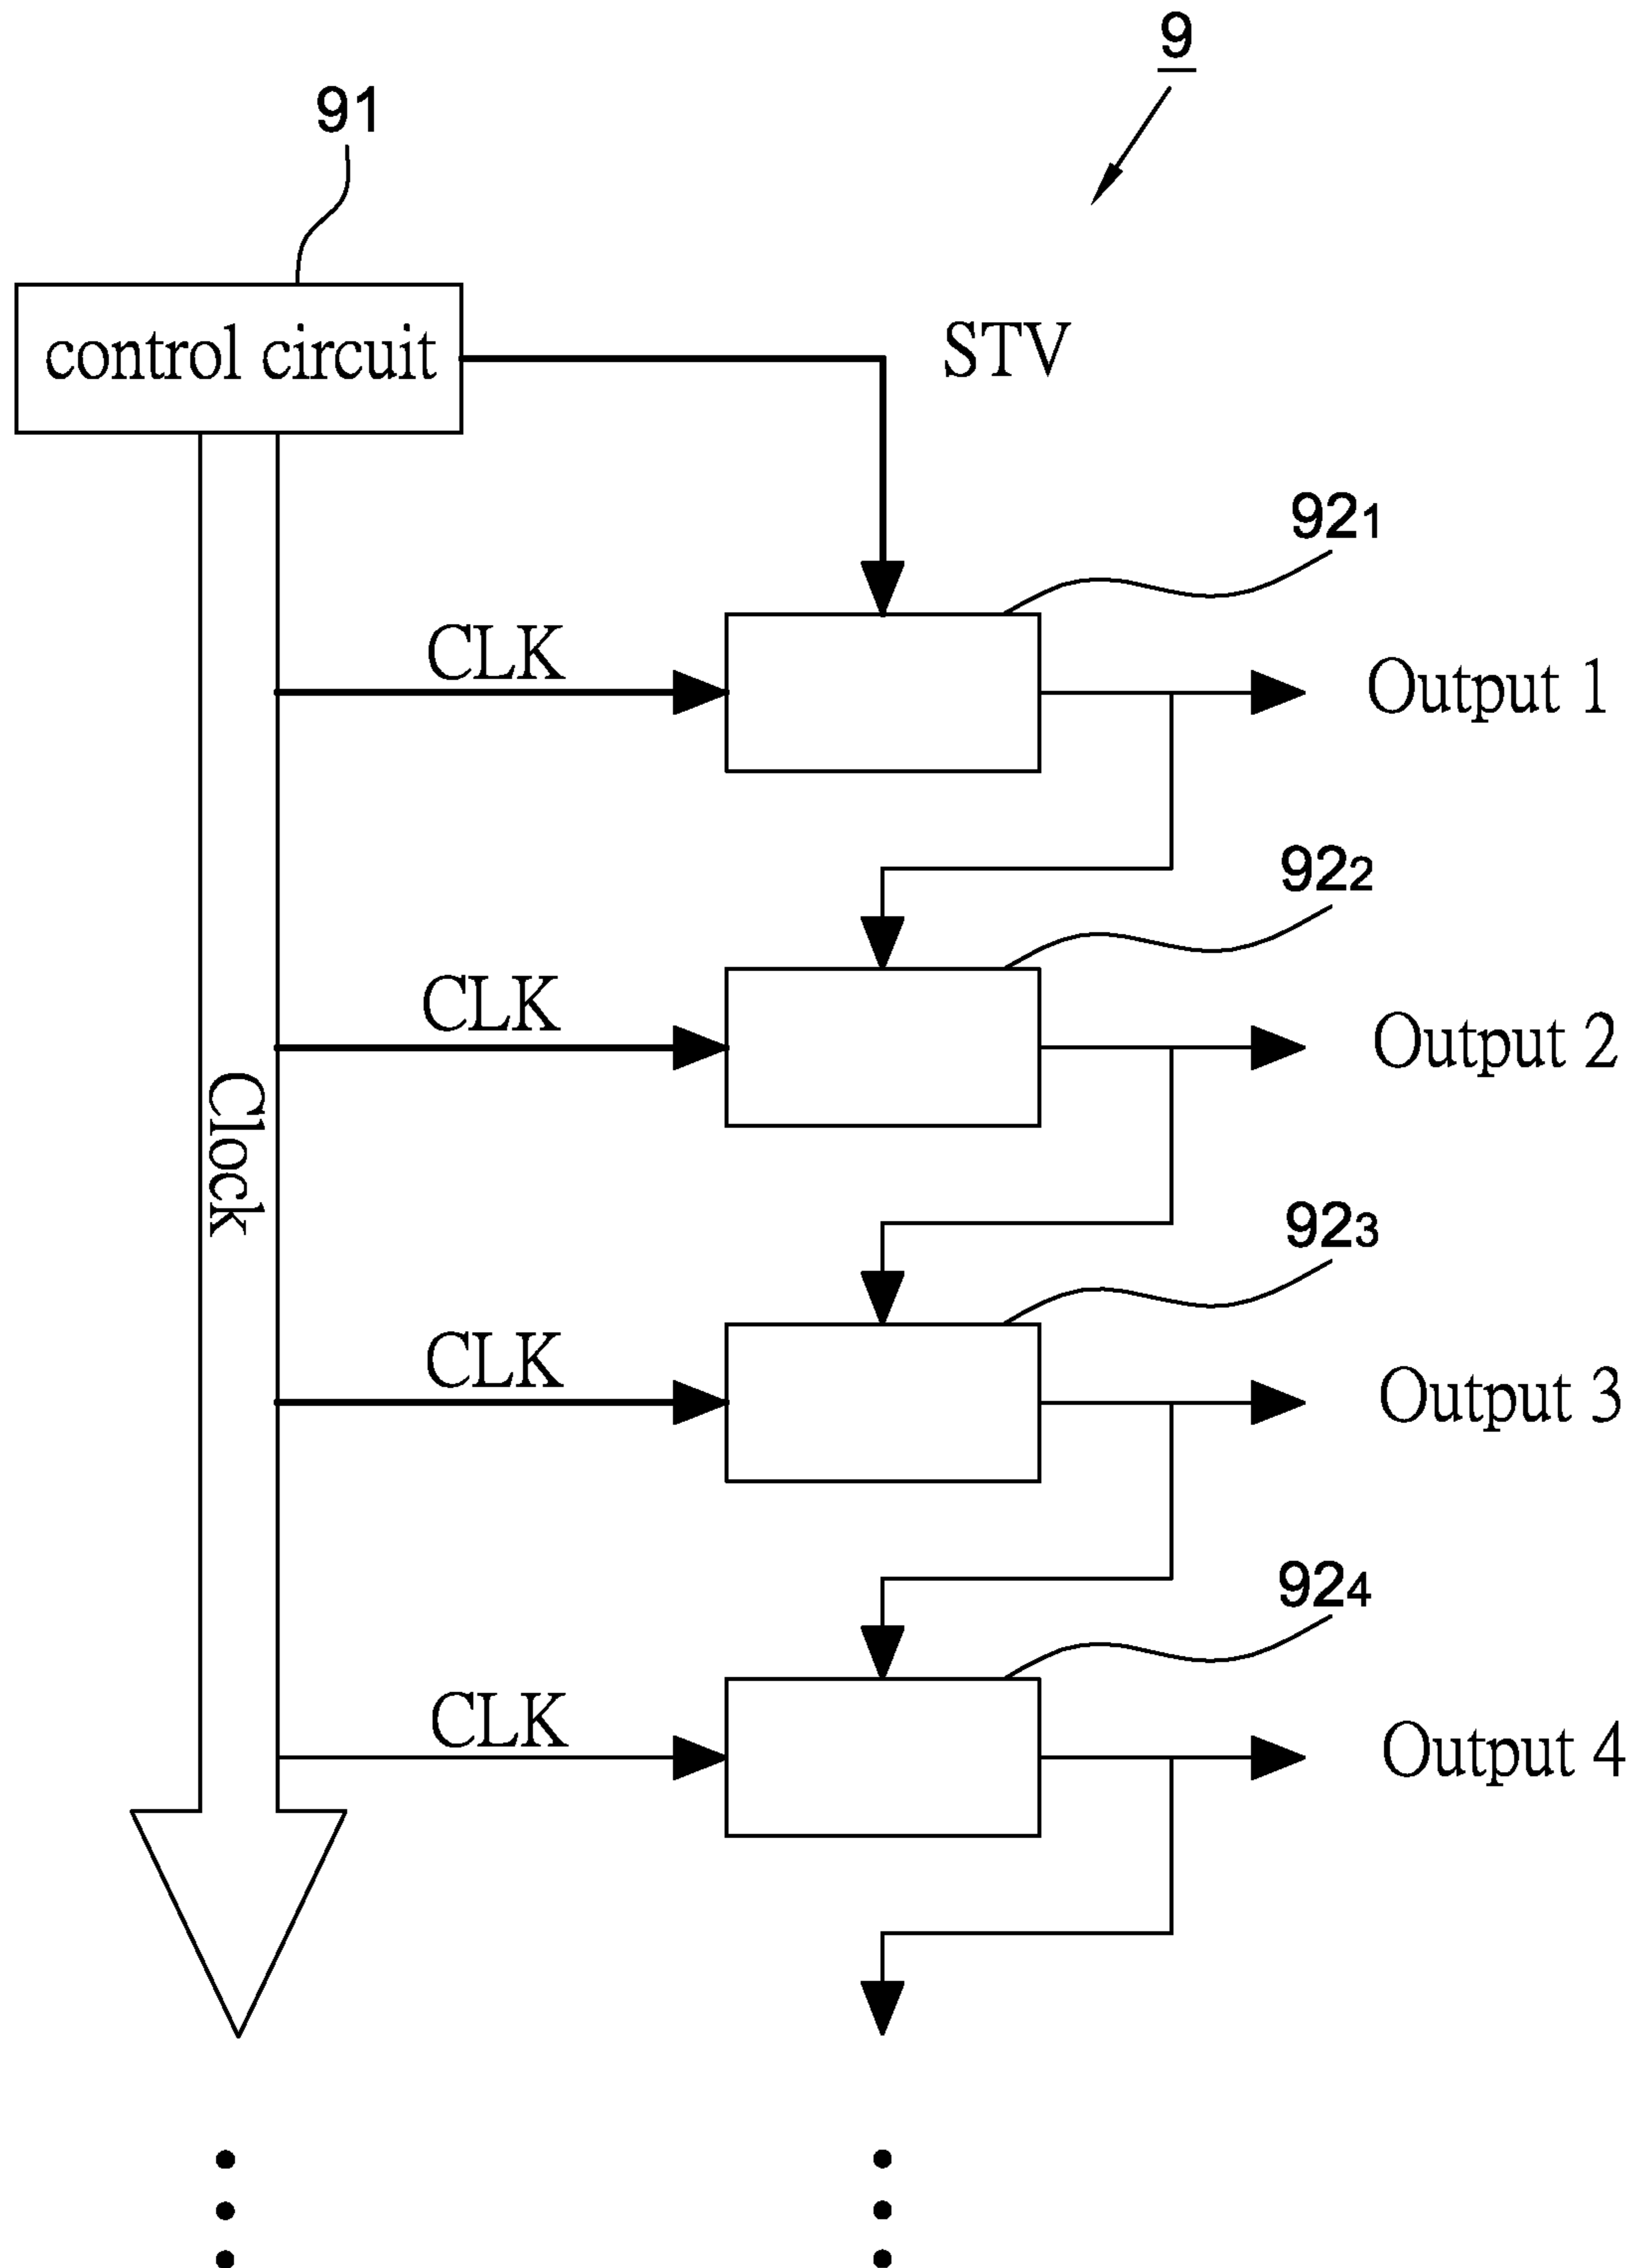 9
91
control circuit
STV
92₁
CLK
Output 1
92₂
CLK
Output 2
Clock
92₃
CLK
Output 3
92₄
CLK
Output 4